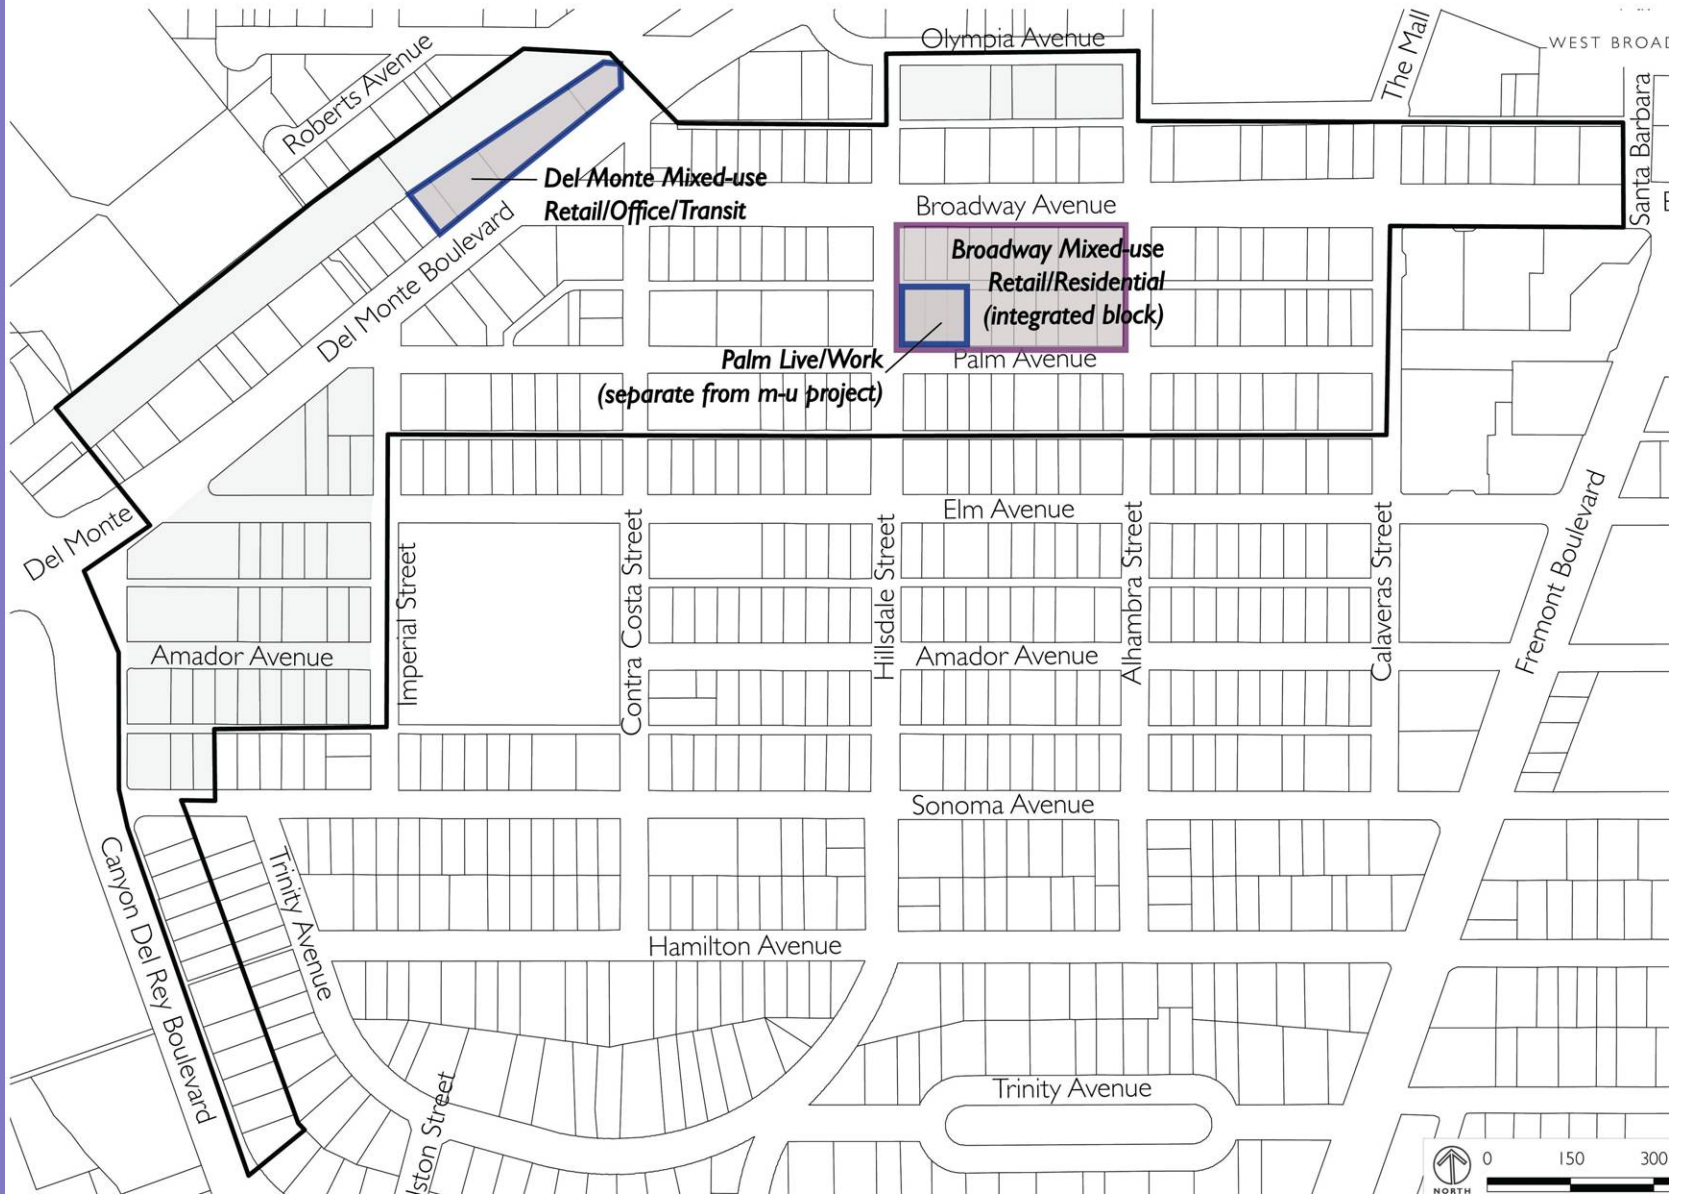 Olympia Avenue
The Mall
WEST BROAD
Roberts Avenue
Santa Barbara
Del Monte Mixed-use
Retail/Office/Transit
Broadway Avenue
Del Monte Boulevard
Broadway Mixed-use
Retail/Residential
(integrated block)
Palm Live/Work
(separate from m-u project)
Palm Avenue
Del Monte
Elm Avenue
Imperial Street
Contra Costa Street
Hillsdale Street
Alhambra Street
Calaveras Street
Fremont Boulevard
Amador Avenue
Amador Avenue
Sonoma Avenue
Canyon Del Rey Boulevard
Trinity Avenue
Hamilton Avenue
Trinity Avenue
lston Street
NORTH
0 150 300